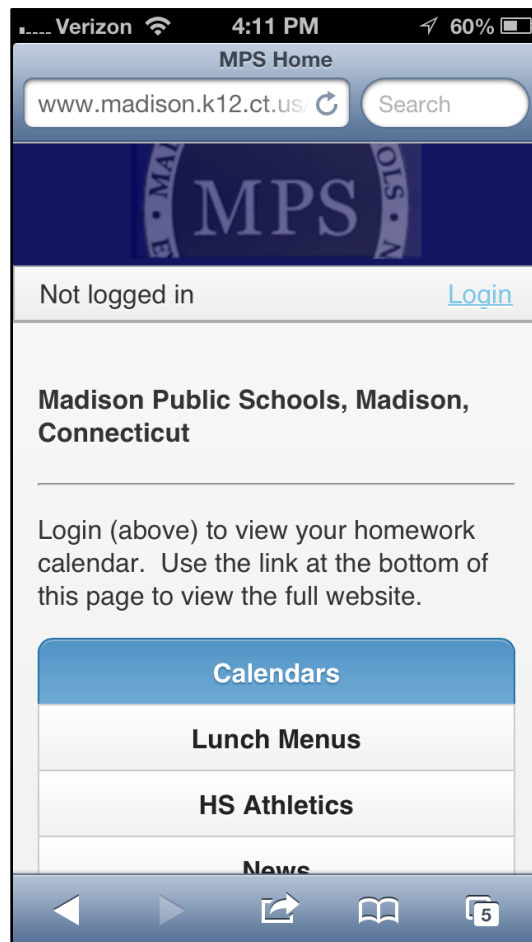 Verizon 4:11 PM 60%
MPS Home
www.madison.k12.ct.us/ Search
MPS
Not logged in Login
Madison Public Schools, Madison,
Connecticut
Login (above) to view your homework
calendar. Use the link at the bottom of
this page to view the full website.
Calendars
Lunch Menus
HS Athletics
News
5